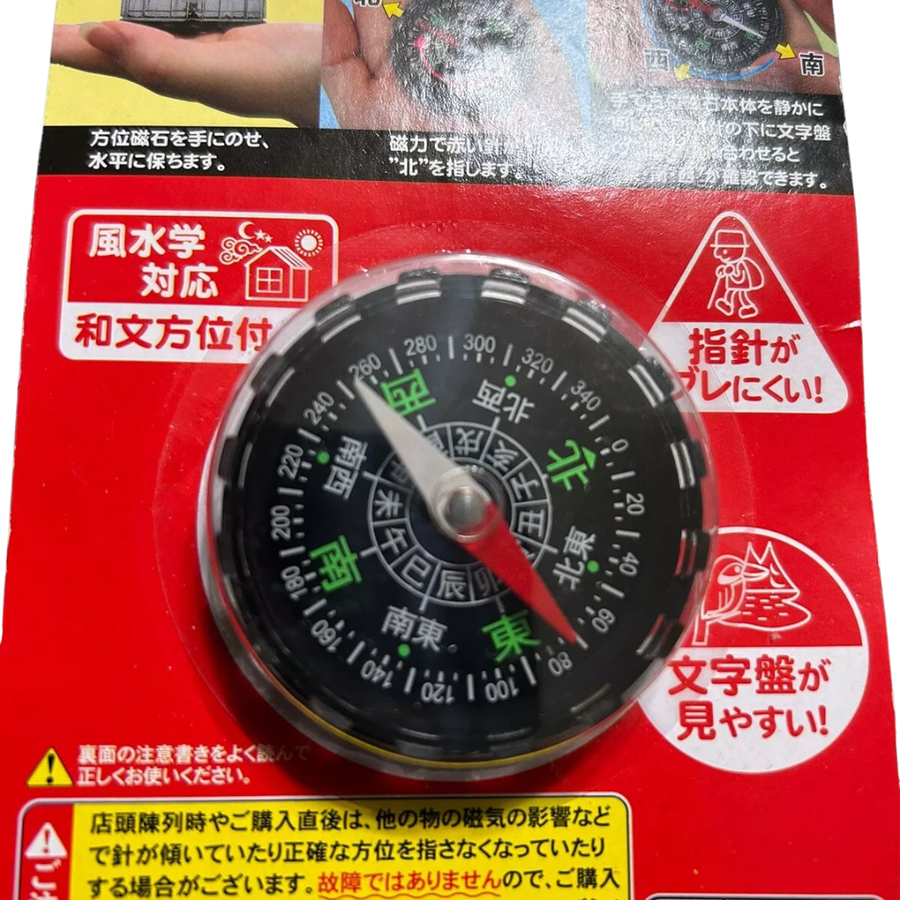 北
西
南
方位磁石を手にのせ、
水平に保ちます。
磁力で赤い針
"北"を指します。
石本体を静かに
の下に文字盤
合わせると
が確認できます。
風水学
対応
和文方位付
指針が
ブレにくい!
260
280
300
320
340
0
20
40
60
80
100
120
140
160
180
200
220
240
西
北西
北
北東
東
南東
南
南西
戌
亥
子
丑
卯
辰
巳
午
未
文字盤が
見やすい!
裏面の注意書きをよく読んで
正しくお使いください。
店頭陳列時やご購入直後は、他の物の磁気の影響など
で針が傾いていたり正確な方位を指さなくなっていたり
する場合がございます。故障ではありませんので、ご購入